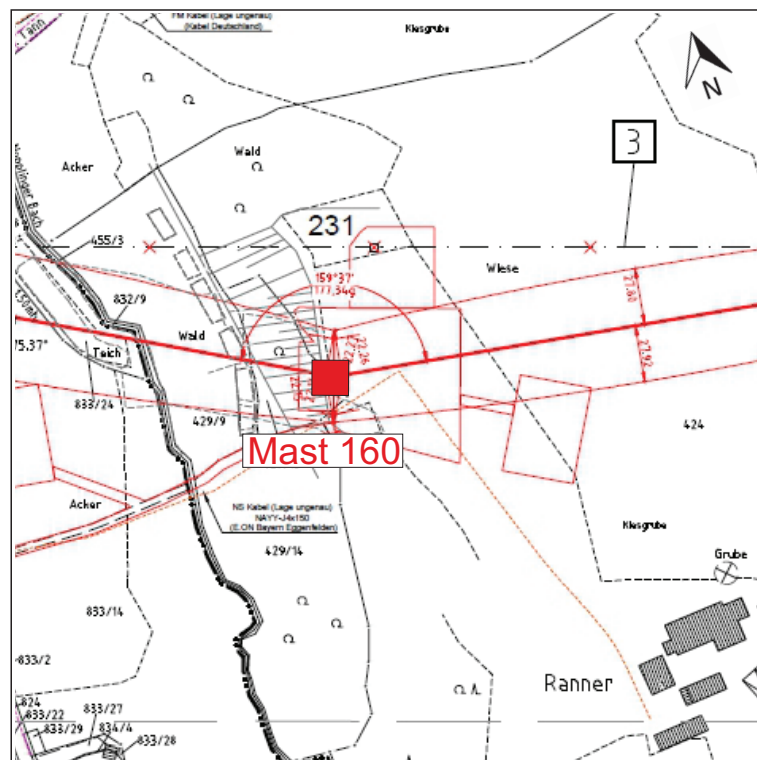 FM Kabel (Lage ungenau)
(Kabel Deutschland)
Kiesgrube
Tann
N
3
Acker
Wald
231
455/3
Wiese
159°37'
177,34g
27.80
832/9
Wald
27.92
Teich
75.37°
833/24
429/9
424
Mast 160
Acker
NS Kabel (Lage ungenau)
NAYY-J4x150
(E.ON Bayern Eggenfelden)
Kiesgrube
429/14
Grube
833/14
833/2
Ranner
824
833/22
833/27
833/29
834/4
833/28